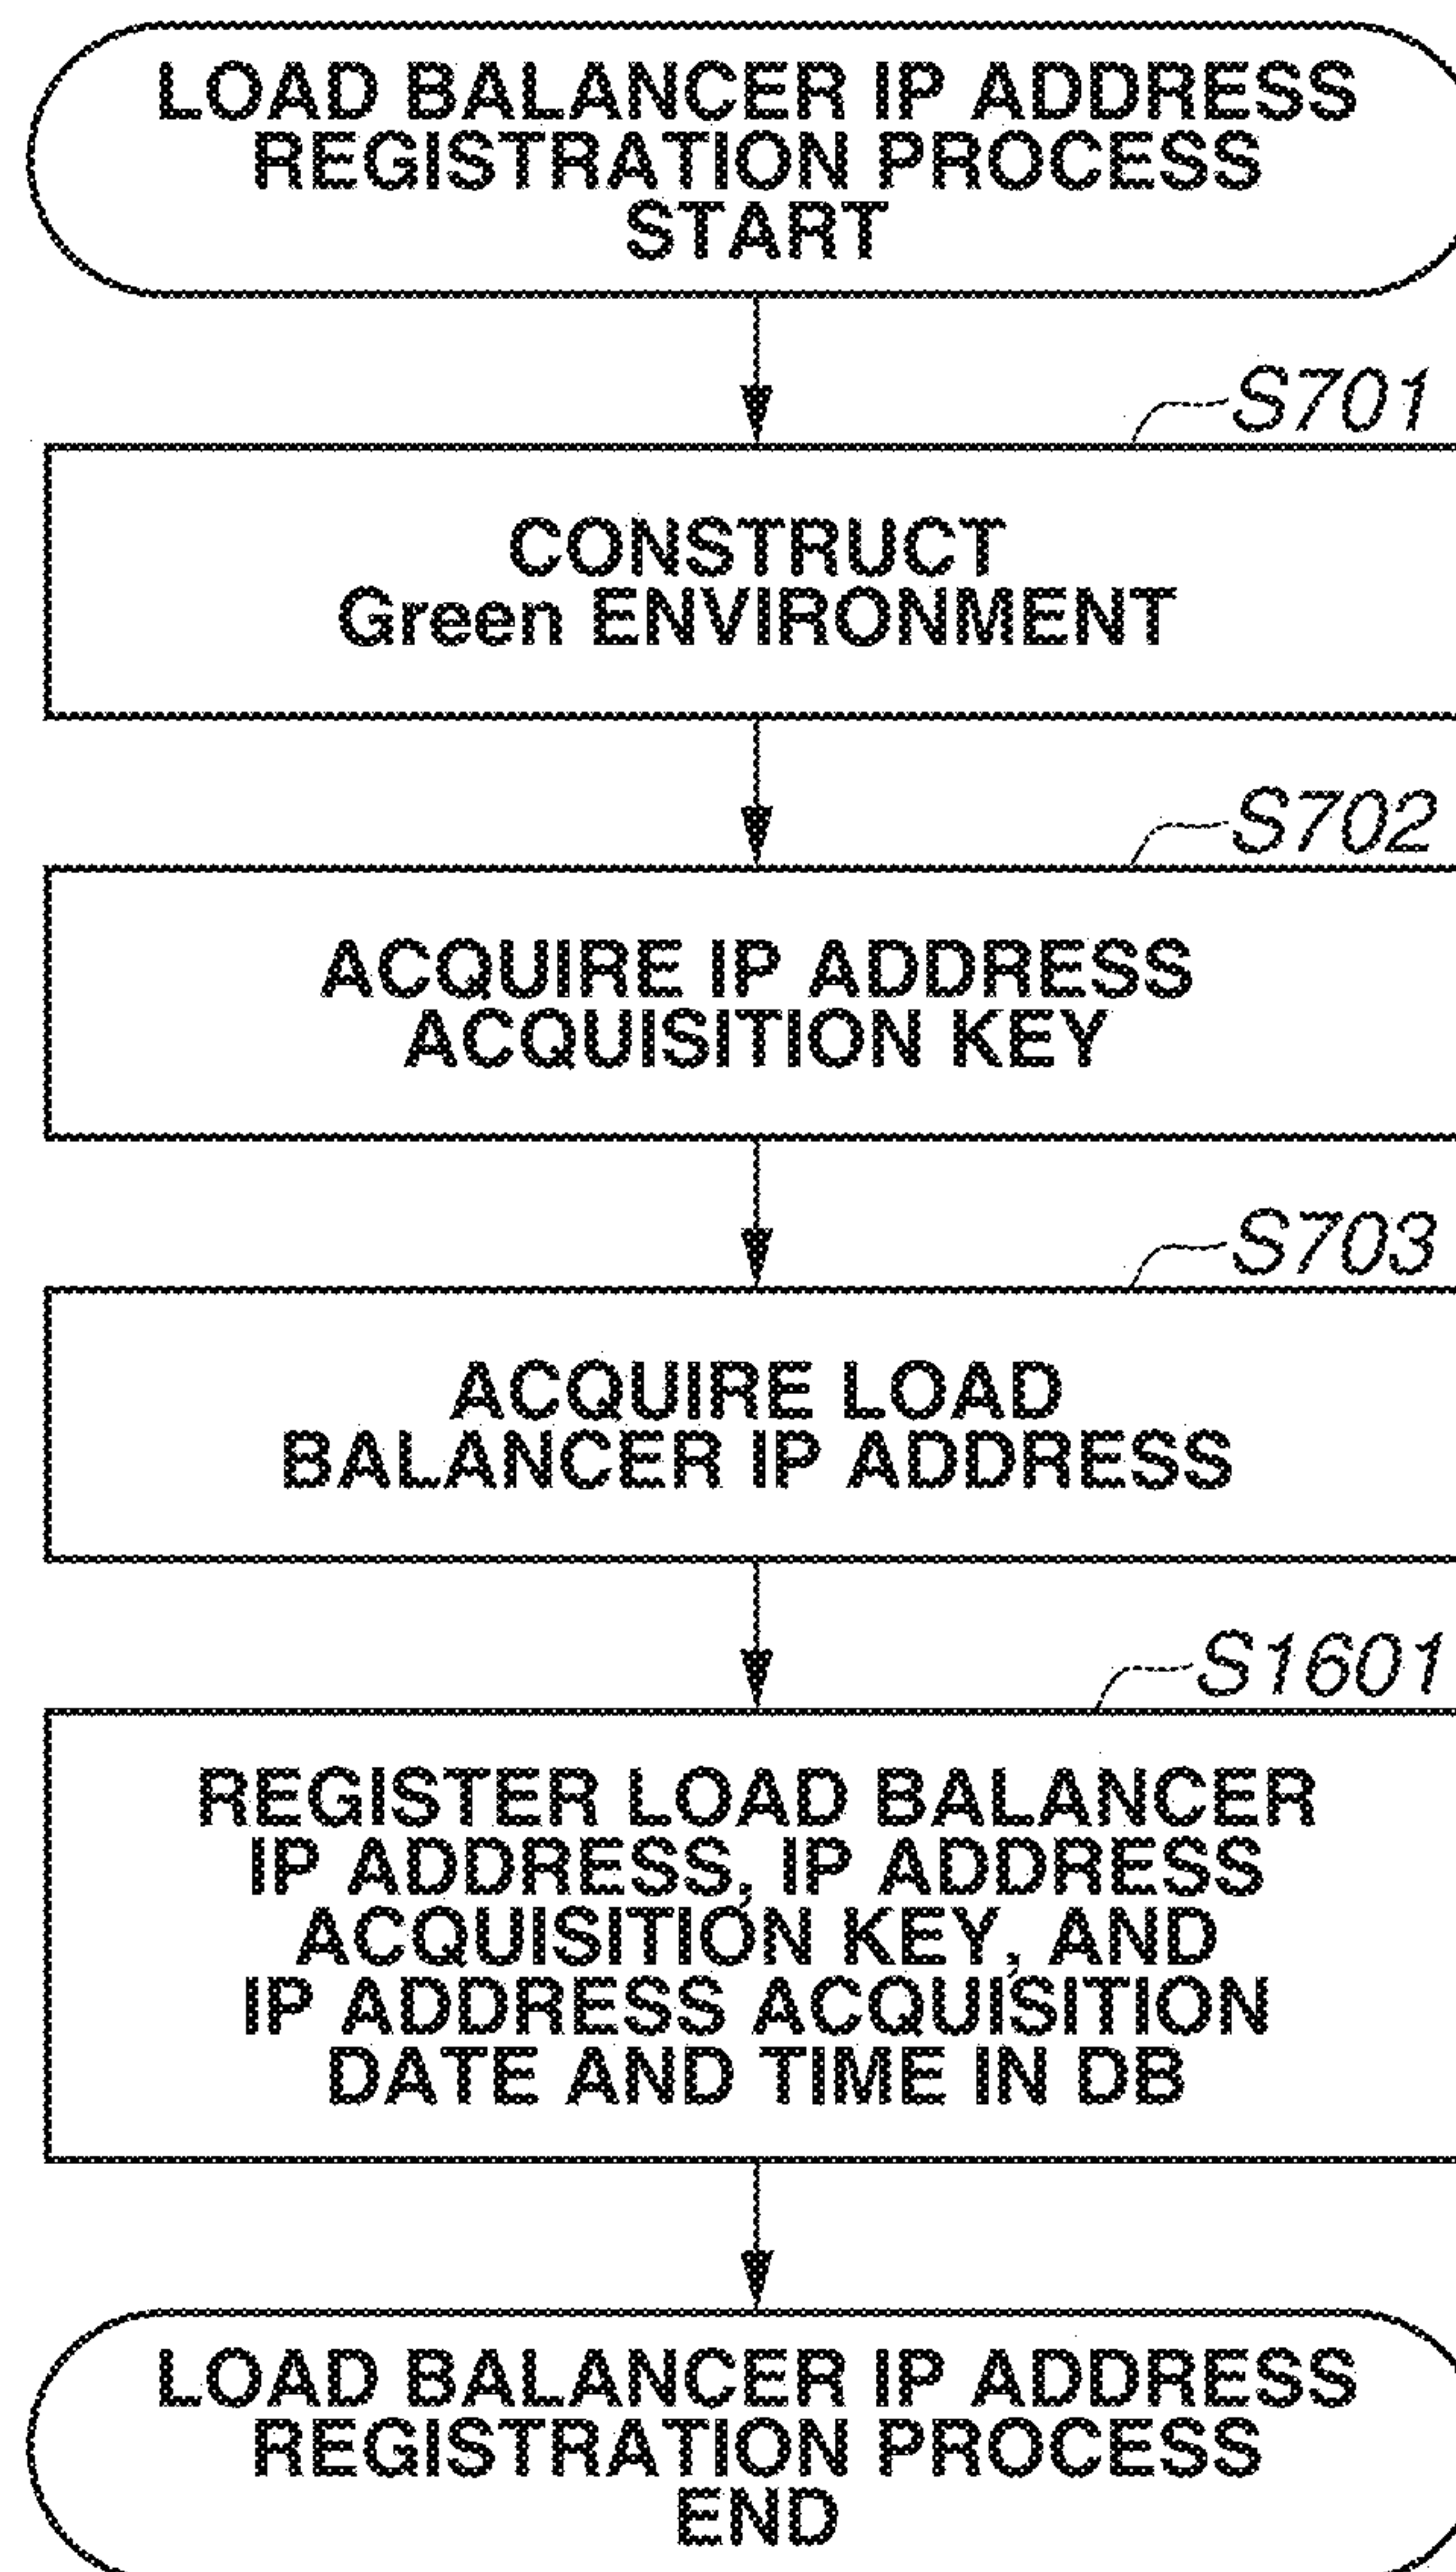 LOAD BALANCER IP ADDRESS
REGISTRATION PROCESS
START
S701
CONSTRUCT
Green ENVIRONMENT
S702
ACQUIRE IP ADDRESS
ACQUISITION KEY
S703
ACQUIRE LOAD
BALANCER IP ADDRESS
S1601
REGISTER LOAD BALANCER
IP ADDRESS, IP ADDRESS
ACQUISITION KEY, AND
IP ADDRESS ACQUISITION
DATE AND TIME IN DB
LOAD BALANCER IP ADDRESS
REGISTRATION PROCESS
END